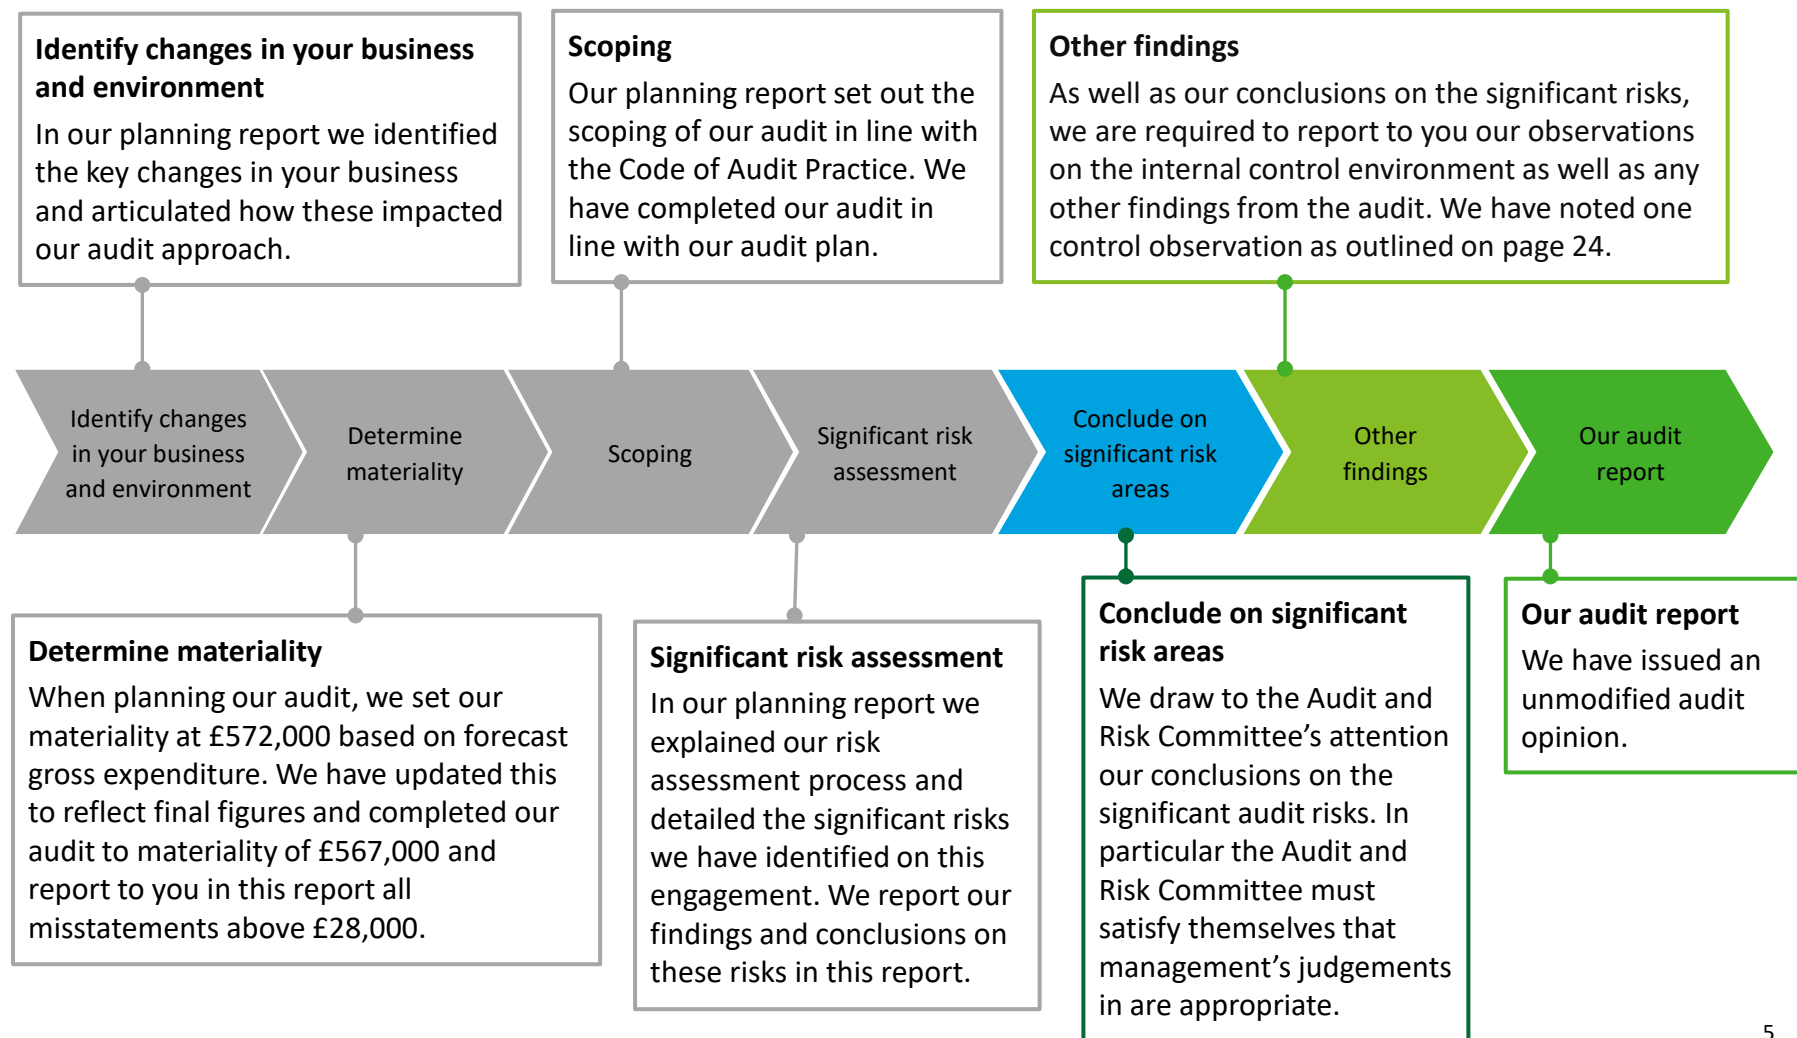 Identify changes in your business
and environment
In our planning report we identified
the key changes in your business
and articulated how these impacted
our audit approach.
Scoping
Our planning report set out the
scoping of our audit in line with
the Code of Audit Practice. We
have completed our audit in
line with our audit plan.
Other findings
As well as our conclusions on the significant risks,
we are required to report to you our observations
on the internal control environment as well as any
other findings from the audit. We have noted one
control observation as outlined on page 24.
Identify changes
in your business
and environment
Determine
materiality
Scoping
Significant risk
assessment
Conclude on
significant risk
areas
Other
findings
Our audit
report
Determine materiality
When planning our audit, we set our
materiality at £572,000 based on forecast
gross expenditure. We have updated this
to reflect final figures and completed our
audit to materiality of £567,000 and
report to you in this report all
misstatements above £28,000.
Significant risk assessment
In our planning report we
explained our risk
assessment process and
detailed the significant risks
we have identified on this
engagement. We report our
findings and conclusions on
these risks in this report.
Conclude on significant
risk areas
We draw to the Audit and
Risk Committee’s attention
our conclusions on the
significant audit risks. In
particular the Audit and
Risk Committee must
satisfy themselves that
management’s judgements
in are appropriate.
Our audit report
We have issued an
unmodified audit
opinion.
5